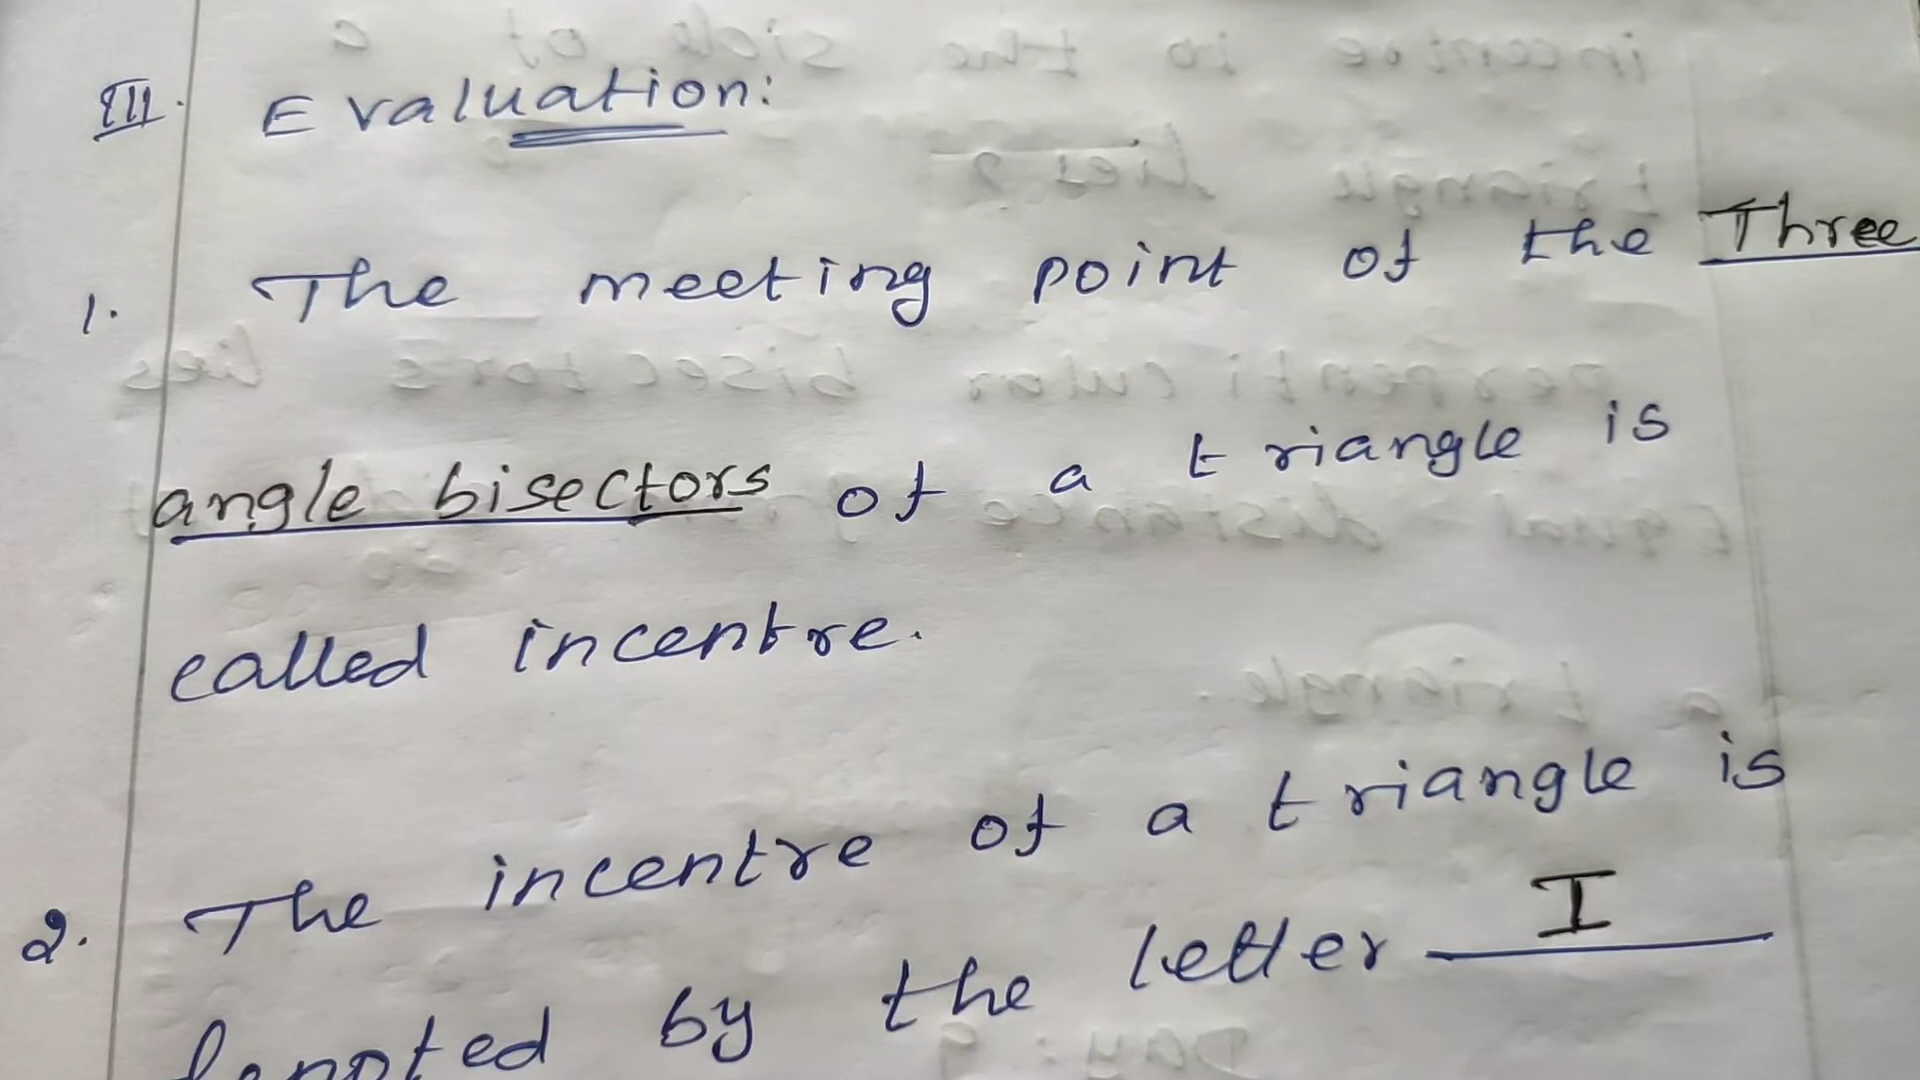 III. Evaluation:
1. The meeting point of the Three
angle bisectors of a triangle is
called incentre.
2. The incentre of a triangle is
denoted by the letter I